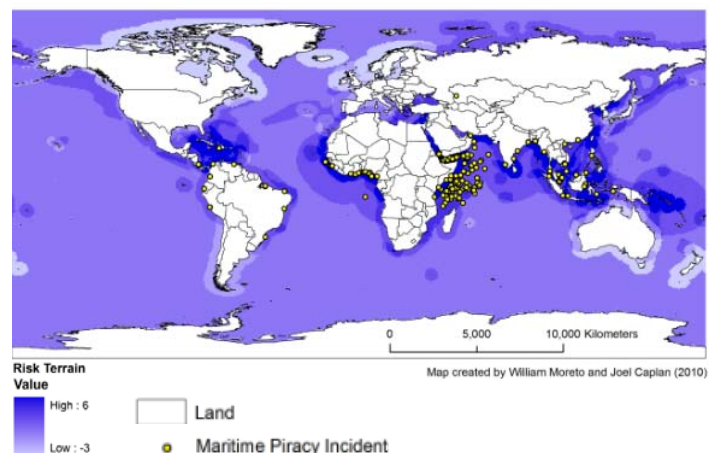 0 5,000 10,000 Kilometers
Risk Terrain
Value
Map created by William Moreto and Joel Caplan (2010)
High : 6
Land
Low : -3
Maritime Piracy Incident